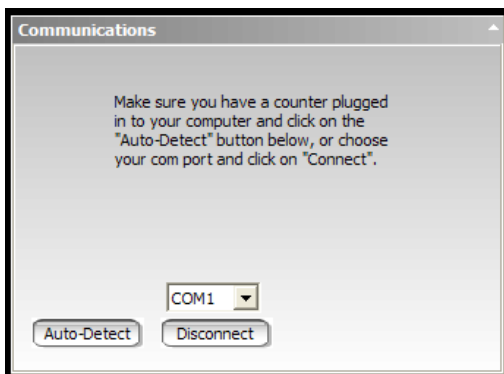 Communications
Make sure you have a counter plugged
in to your computer and click on the
"Auto-Detect" button below, or choose
your com port and click on "Connect".
COM1
Auto-Detect Disconnect